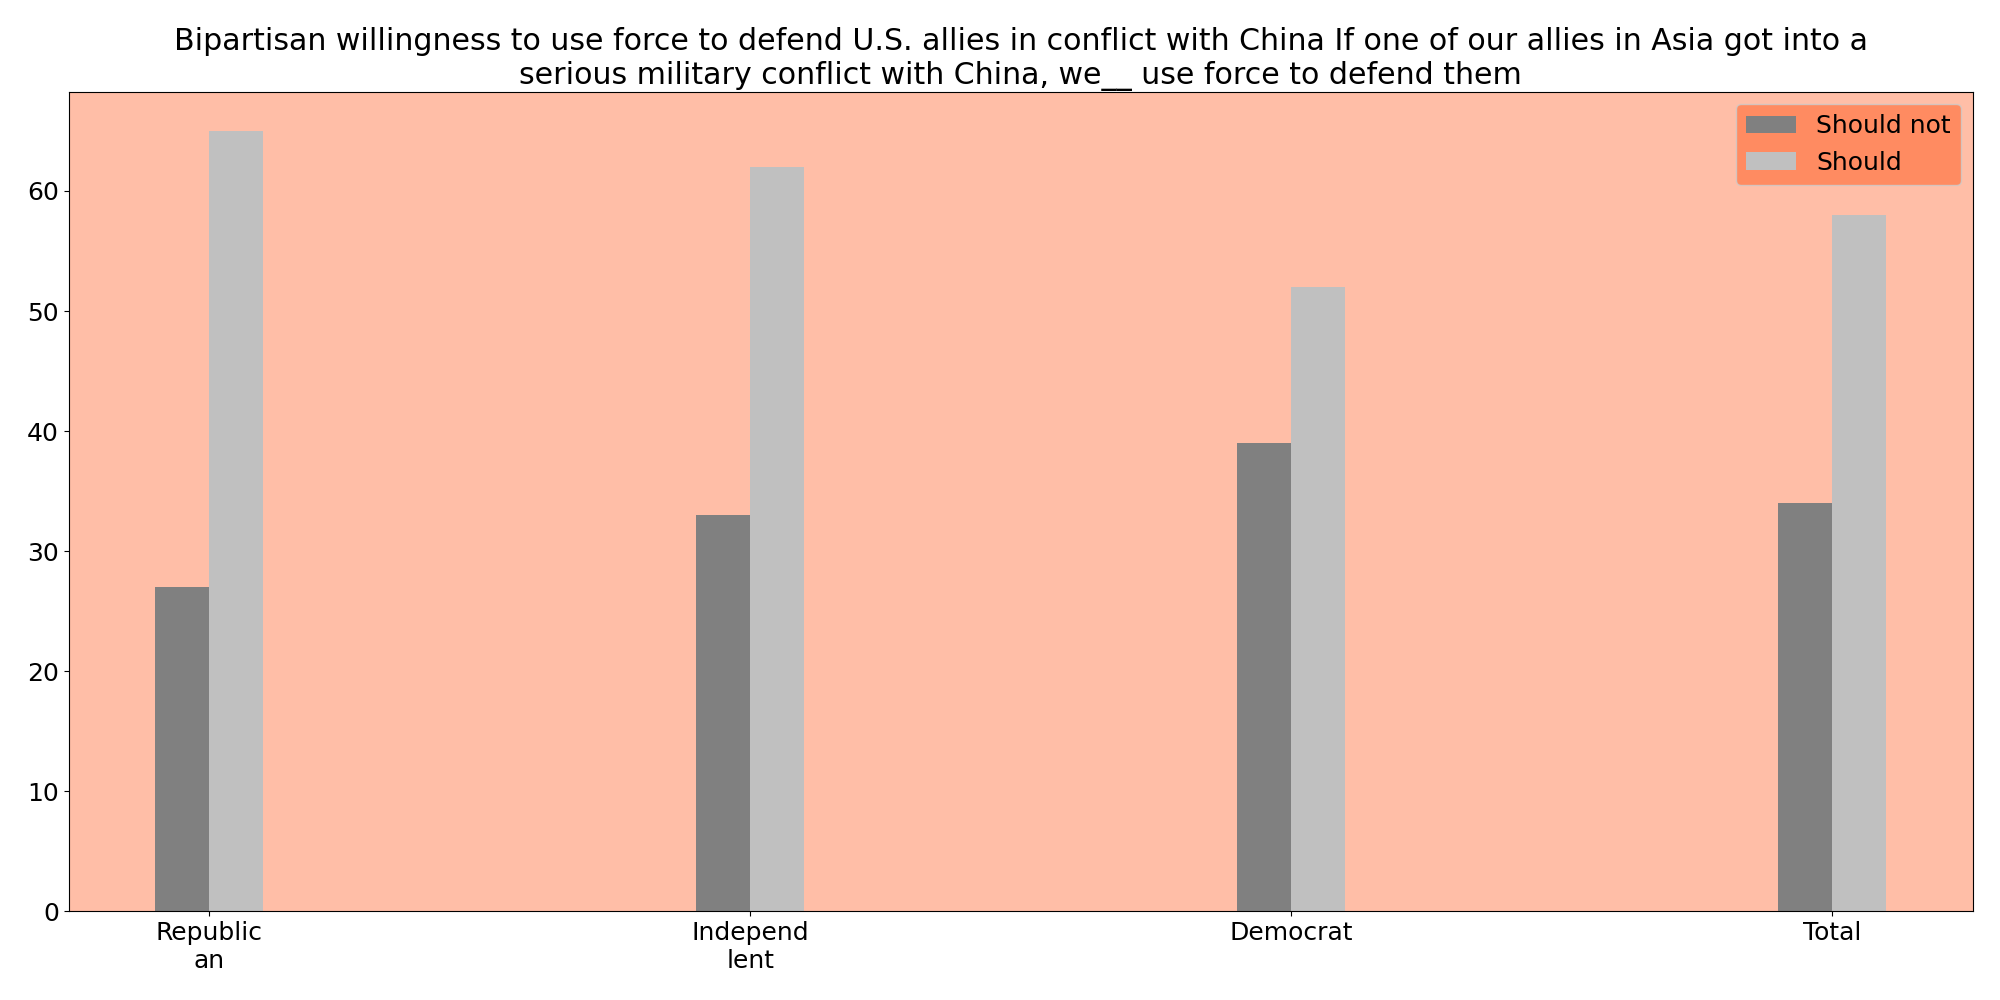 Bipartisan willingness to use force to defend U.S. allies in conflict with China If one of our allies in Asia got into a
serious military conflict with China, we__ use force to defend them
Should not
Should
60
50
40
30
20
10
0
Republic
an
Independ
lent
Democrat
Total